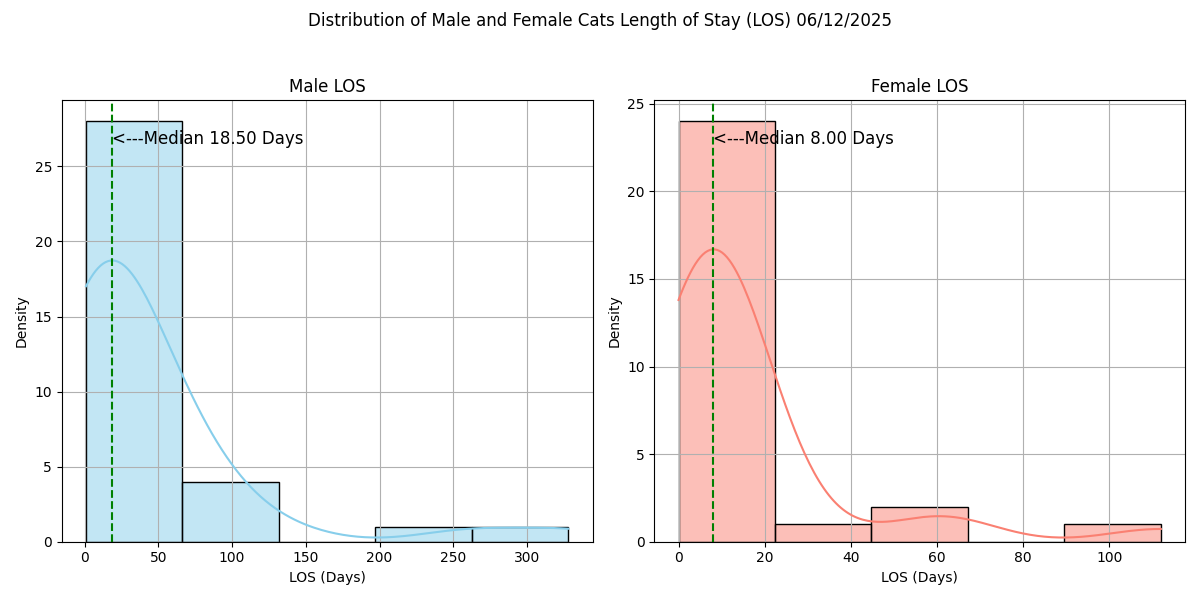 Distribution of Male and Female Cats Length of Stay (LOS) 06/12/2025
Male LOS
<---Median 18.50 Days
Density
25
20
15
10
5
0
0 50 100 150 200 250 300
LOS (Days)
Female LOS
<---Median 8.00 Days
Density
25
20
15
10
5
0
0 20 40 60 80 100
LOS (Days)